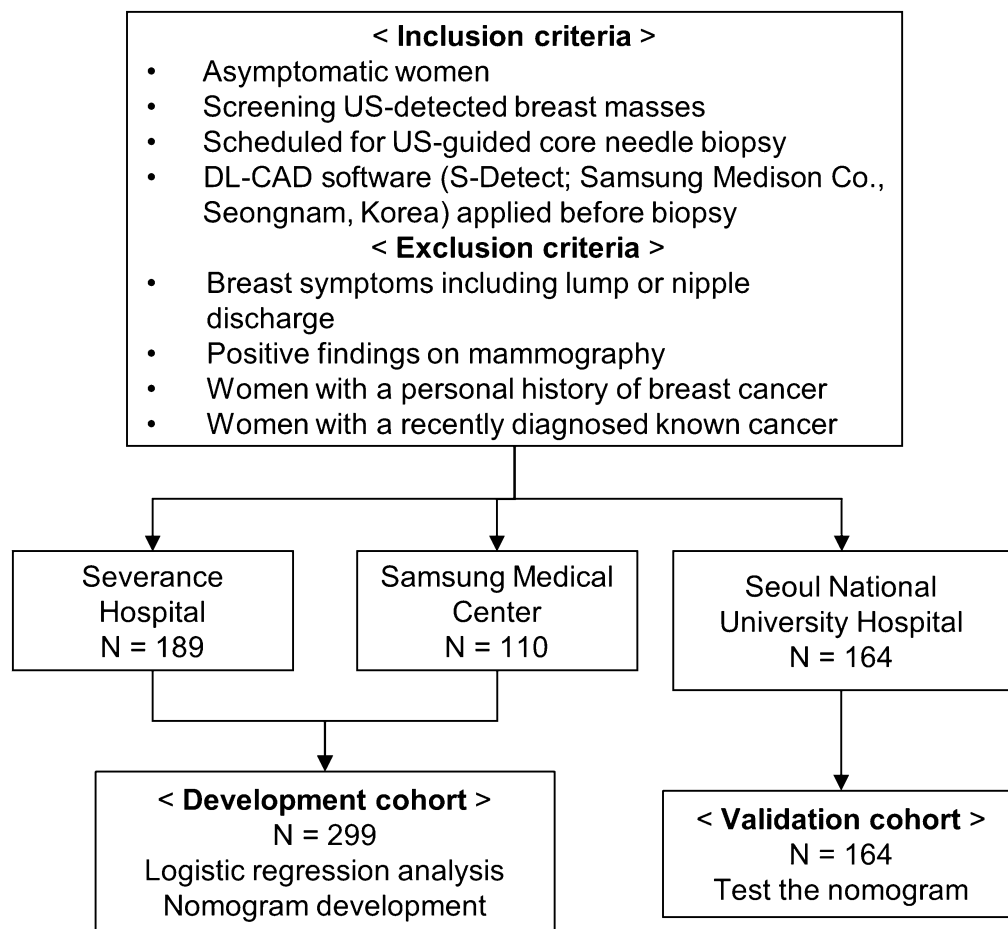 < Inclusion criteria >
• Asymptomatic women
• Screening US-detected breast masses
• Scheduled for US-guided core needle biopsy
• DL-CAD software (S-Detect; Samsung Medison Co.,
Seongnam, Korea) applied before biopsy
< Exclusion criteria >
• Breast symptoms including lump or nipple
discharge
• Positive findings on mammography
• Women with a personal history of breast cancer
• Women with a recently diagnosed known cancer
Severance
Hospital
N = 189
Samsung Medical
Center
N = 110
Seoul National
University Hospital
N = 164
< Development cohort >
N = 299
Logistic regression analysis
Nomogram development
< Validation cohort >
N = 164
Test the nomogram